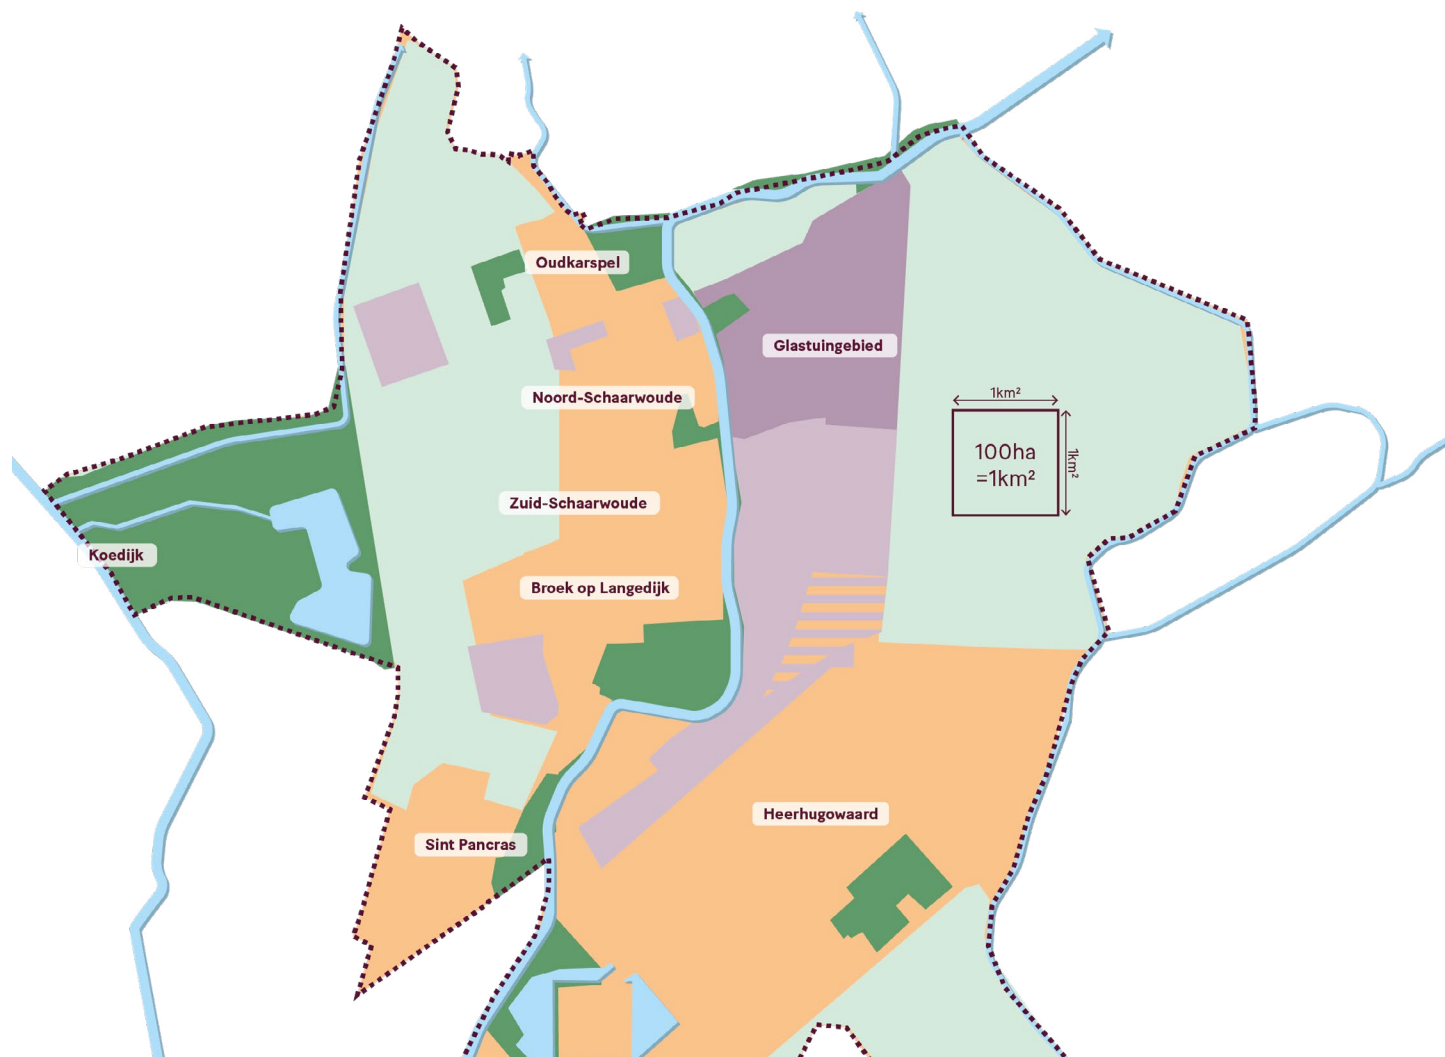 Oudkarspel
Glastuingebied
Noord-Schaarwoude
1km²
100ha
=1km²
1km²
Zuid-Schaarwoude
Koedijk
Broek op Langedijk
Heerhugowaard
Sint Pancras